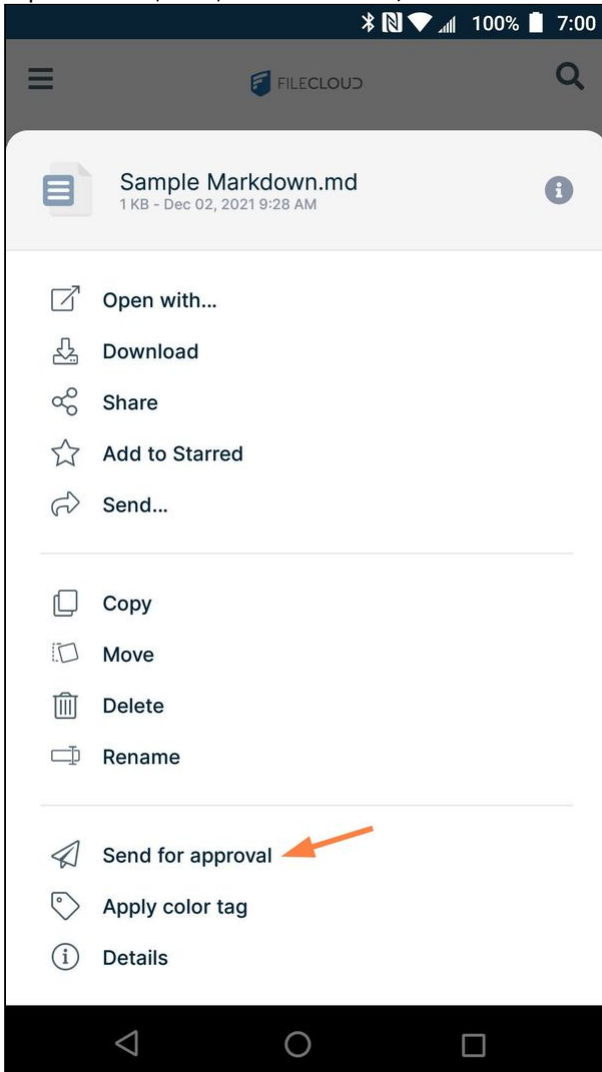 100% 7:00
FILECLOUD
Sample Markdown.md
1 KB - Dec 02, 2021 9:28 AM
Open with...
Download
Share
Add to Starred
Send...
Copy
Move
Delete
Rename
Send for approval
Apply color tag
Details